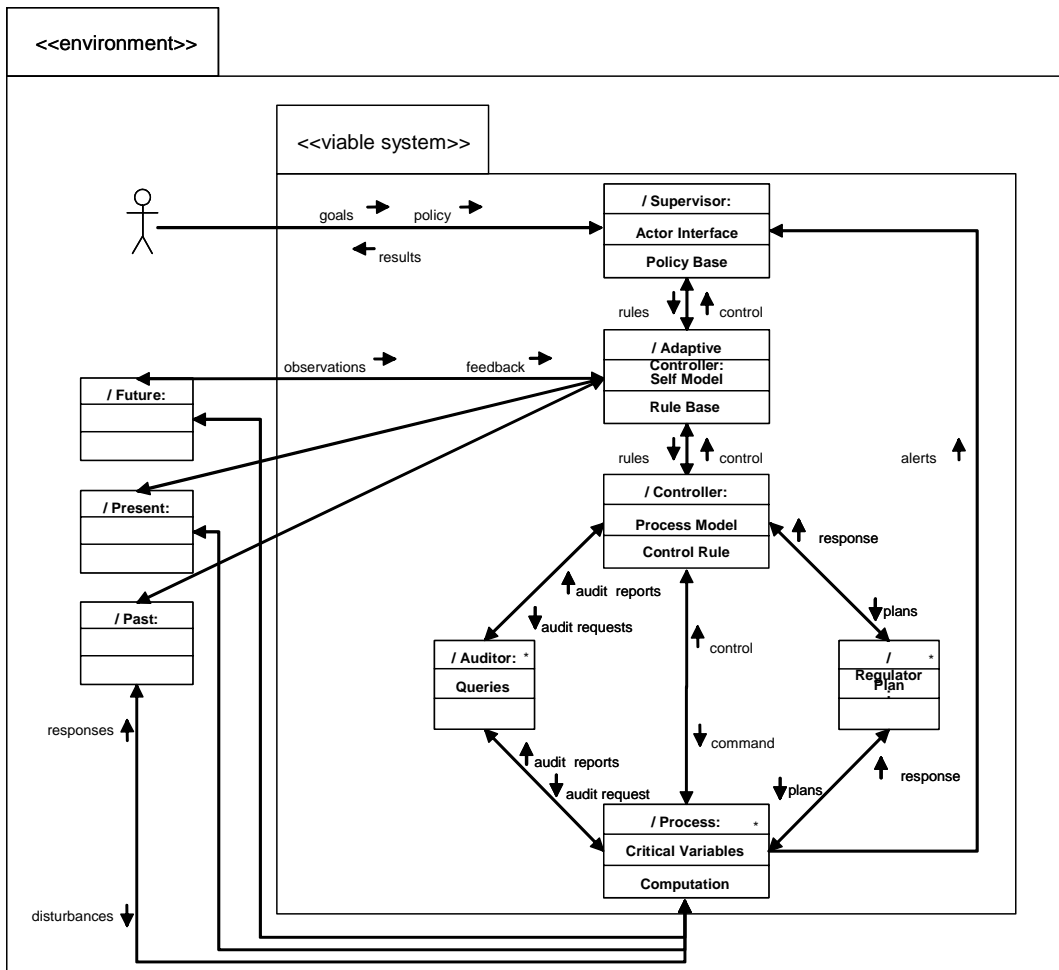 <<environment>>
<<viable system>>
/ Supervisor:
goals policy
Actor Interface
results
Policy Base
rules control
/ Adaptive
observations feedback
Controller:
Self Model
/ Future:
Rule Base
rules control
alerts
/ Controller:
/ Present:
Process Model
response
Control Rule
audit reports
/ Past:
plans
audit requests
control
/ Auditor: *
/ *
Regulator
Queries
Plan
:
responses
command
audit reports
response
audit request
plans
/ Process: *
Critical Variables
Computation
disturbances